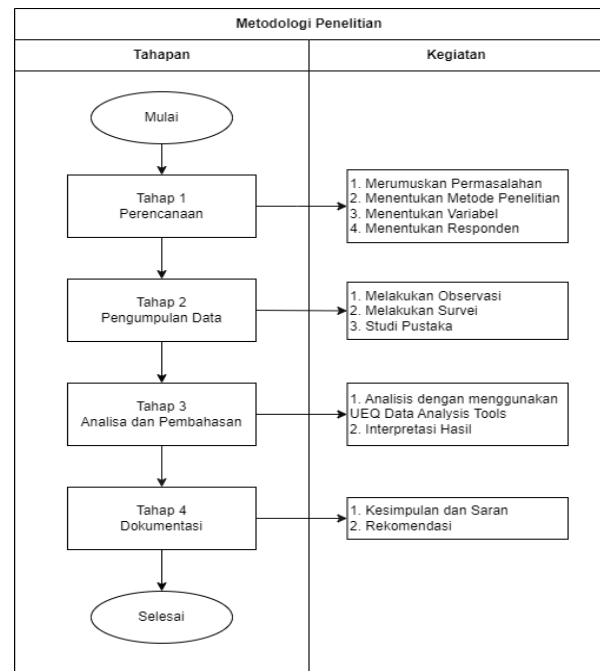 Metodologi Penelitian
Tahapan
Kegiatan
Mulai
Tahap 1
Perencanaan
1. Merumuskan Permasalahan
2. Menentukan Metode Penelitian
3. Menentukan Variabel
4. Menentukan Responden
Tahap 2
Pengumpulan Data
1. Melakukan Observasi
2. Melakukan Survei
3. Studi Pustaka
Tahap 3
Analisa dan Pembahasan
1. Analisis dengan menggunakan
UEQ Data Analysis Tools
2. Interpretasi Hasil
Tahap 4
Dokumentasi
1. Kesimpulan dan Saran
2. Rekomendasi
Selesai